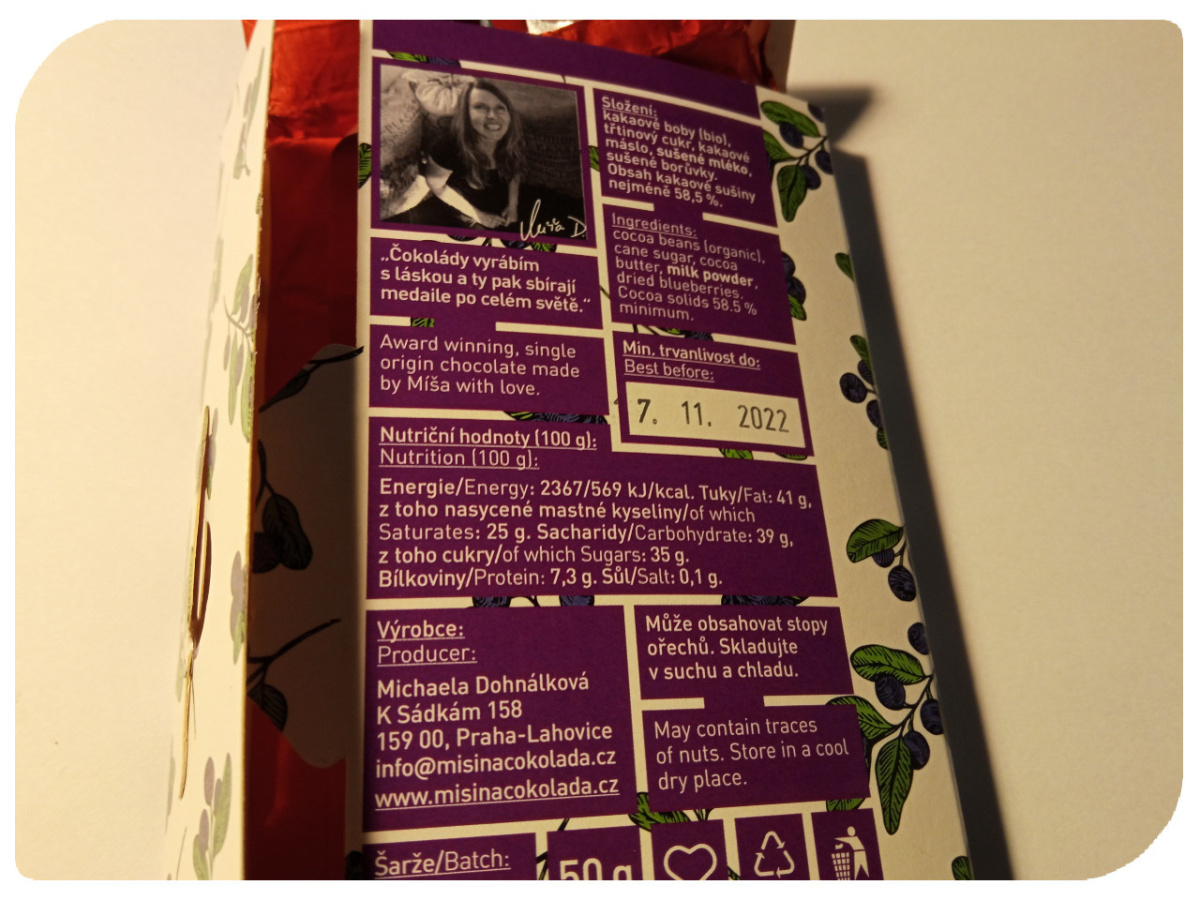 Míša D.
„Čokolády vyrábím
s láskou a ty pak sbírají
medaile po celém světě.“
Award winning, single
origin chocolate made
by Míša with love.
Složení:
kakaové boby (bio),
třtinový cukr, kakaové
máslo, sušené mléko,
sušené borůvky.
Obsah kakaové sušiny
nejméně 58,5 %.
Ingredients:
cocoa beans (organic),
cane sugar, cocoa
butter, milk powder,
dried blueberries.
Cocoa solids 58.5 %
minimum.
Min. trvanlivost do:
Best before:
7. 11. 2022
Nutriční hodnoty (100 g):
Nutrition (100 g):
Energie/Energy: 2367/569 kJ/kcal. Tuky/Fat: 41 g,
z toho nasycené mastné kyseliny/of which
Saturates: 25 g. Sacharidy/Carbohydrate: 39 g,
z toho cukry/of which Sugars: 35 g.
Bílkoviny/Protein: 7,3 g. Sůl/Salt: 0,1 g.
Výrobce:
Producer:
Michaela Dohnálková
K Sádkám 158
159 00, Praha-Lahovice
info@misinacokolada.cz
www.misinacokolada.cz
Může obsahovat stopy
ořechů. Skladujte
v suchu a chladu.
May contain traces
of nuts. Store in a cool
dry place.
Šarže/Batch:
50 g